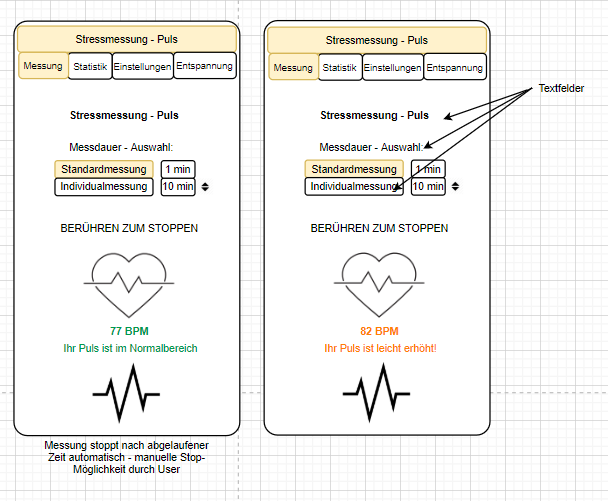 Stressmessung - Puls
Messung Statistik Einstellungen Entspannung
Stressmessung - Puls
Messdauer - Auswahl:
Standardmessung 1 min
Individualmessung 10 min
BERÜHREN ZUM STOPPEN
77 BPM
Ihr Puls ist im Normalbereich
Messung stoppt nach abgelaufener
Zeit automatisch - manuelle Stop-
Möglichkeit durch User
Stressmessung - Puls
Messung Statistik Einstellungen Entspannung
Stressmessung - Puls
Messdauer - Auswahl:
Standardmessung 1 min
Individualmessung 10 min
BERÜHREN ZUM STOPPEN
82 BPM
Ihr Puls ist leicht erhöht!
Textfelder